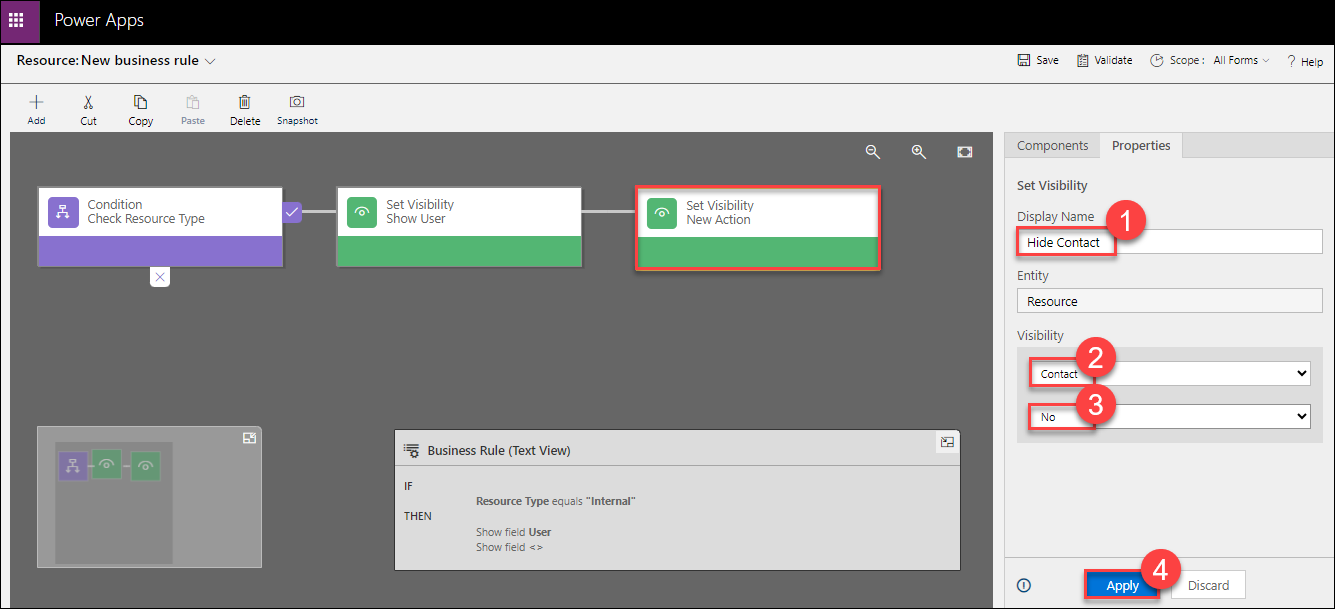 Power Apps
Resource: New business rule
Save
Validate
Scope :
All Forms
? Help
Add
Cut
Copy
Paste
Delete
Snapshot
Components
Properties
Condition
Check Resource Type
Set Visibility
Show User
Set Visibility
New Action
Set Visibility
Display Name
1
Hide Contact
Entity
Resource
Visibility
2
Contact
3
No
Business Rule (Text View)
IF
Resource Type equals "Internal"
THEN
Show field User
Show field <>
4
Apply
Discard